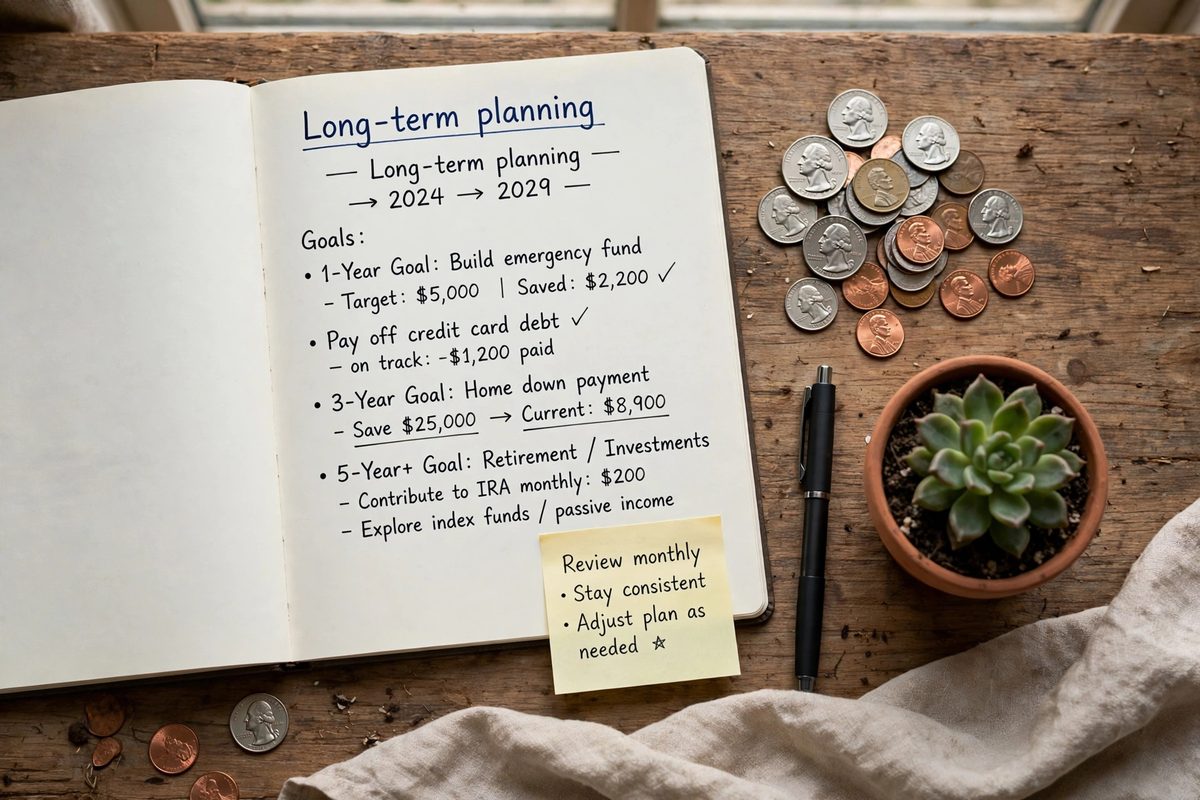 Long-term planning
— Long-term planning —
→ 2024 → 2029 —
Goals:
• 1-Year Goal: Build emergency fund
– Target: $5,000 | Saved: $2,200 ✓
• Pay off credit card debt ✓
– on track: -$1,200 paid
• 3-Year Goal: Home down payment
– Save $25,000 → Current: $8,900
• 5-Year+ Goal: Retirement / Investments
– Contribute to IRA monthly: $200
– Explore index funds / passive income
Review monthly
• Stay consistent
• Adjust plan as
needed ☆